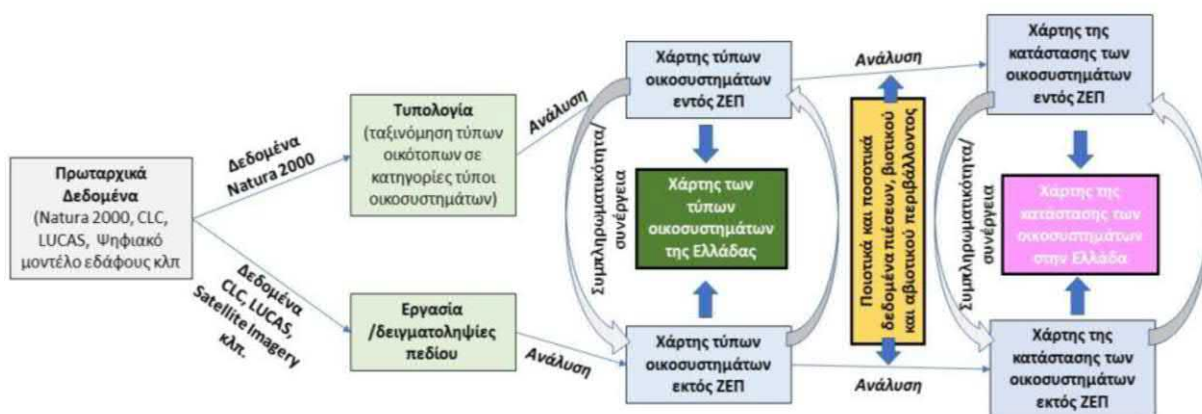 Πρωταρχικά
Δεδομένα
(Natura 2000, CLC,
LUCAS, Ψηφιακό
μοντέλο εδάφους κλπ
Δεδομένα
Natura 2000
Δεδομένα
CLC, LUCAS,
Satellite Imagery
κλπ.
Τυπολογία
(ταξινόμηση τύπων
οικότοπων σε
κατηγορίες τύποι
οικοσυστημάτων)
Εργασία
/δειγματοληψίες
πεδίου
Ανάλυση
Ανάλυση
Χάρτης τύπων
οικοσυστημάτων
εντός ΖΕΠ
Συμπληρωματικότητα/
συνέργεια
Χάρτης των
τύπων
οικοσυστημάτων
της Ελλάδας
Χάρτης τύπων
οικοσυστημάτων
εκτός ΖΕΠ
Ανάλυση
Ποιοτικά και ποσοτικά
δεδομένα πιέσεων, βιοτικού
και αβιοτικού περιβάλλοντος
Ανάλυση
Χάρτης της
κατάστασης των
οικοσυστημάτων
εντός ΖΕΠ
Συμπληρωματικότητα/
συνέργεια
Χάρτης της
κατάστασης των
οικοσυστημάτων
στην Ελλάδα
Χάρτης της
κατάστασης των
οικοσυστημάτων
εκτός ΖΕΠ